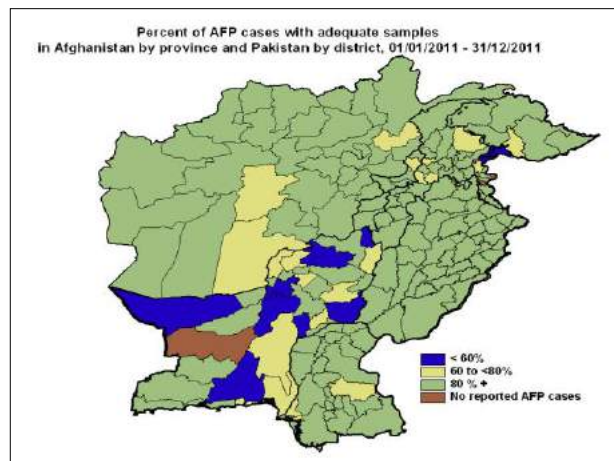 Percent of AFP cases with adequate samples
in Afghanistan by province and Pakistan by district, 01/01/2011 - 31/12/2011
< 60%
60 to <80%
80 % +
No reported AFP cases